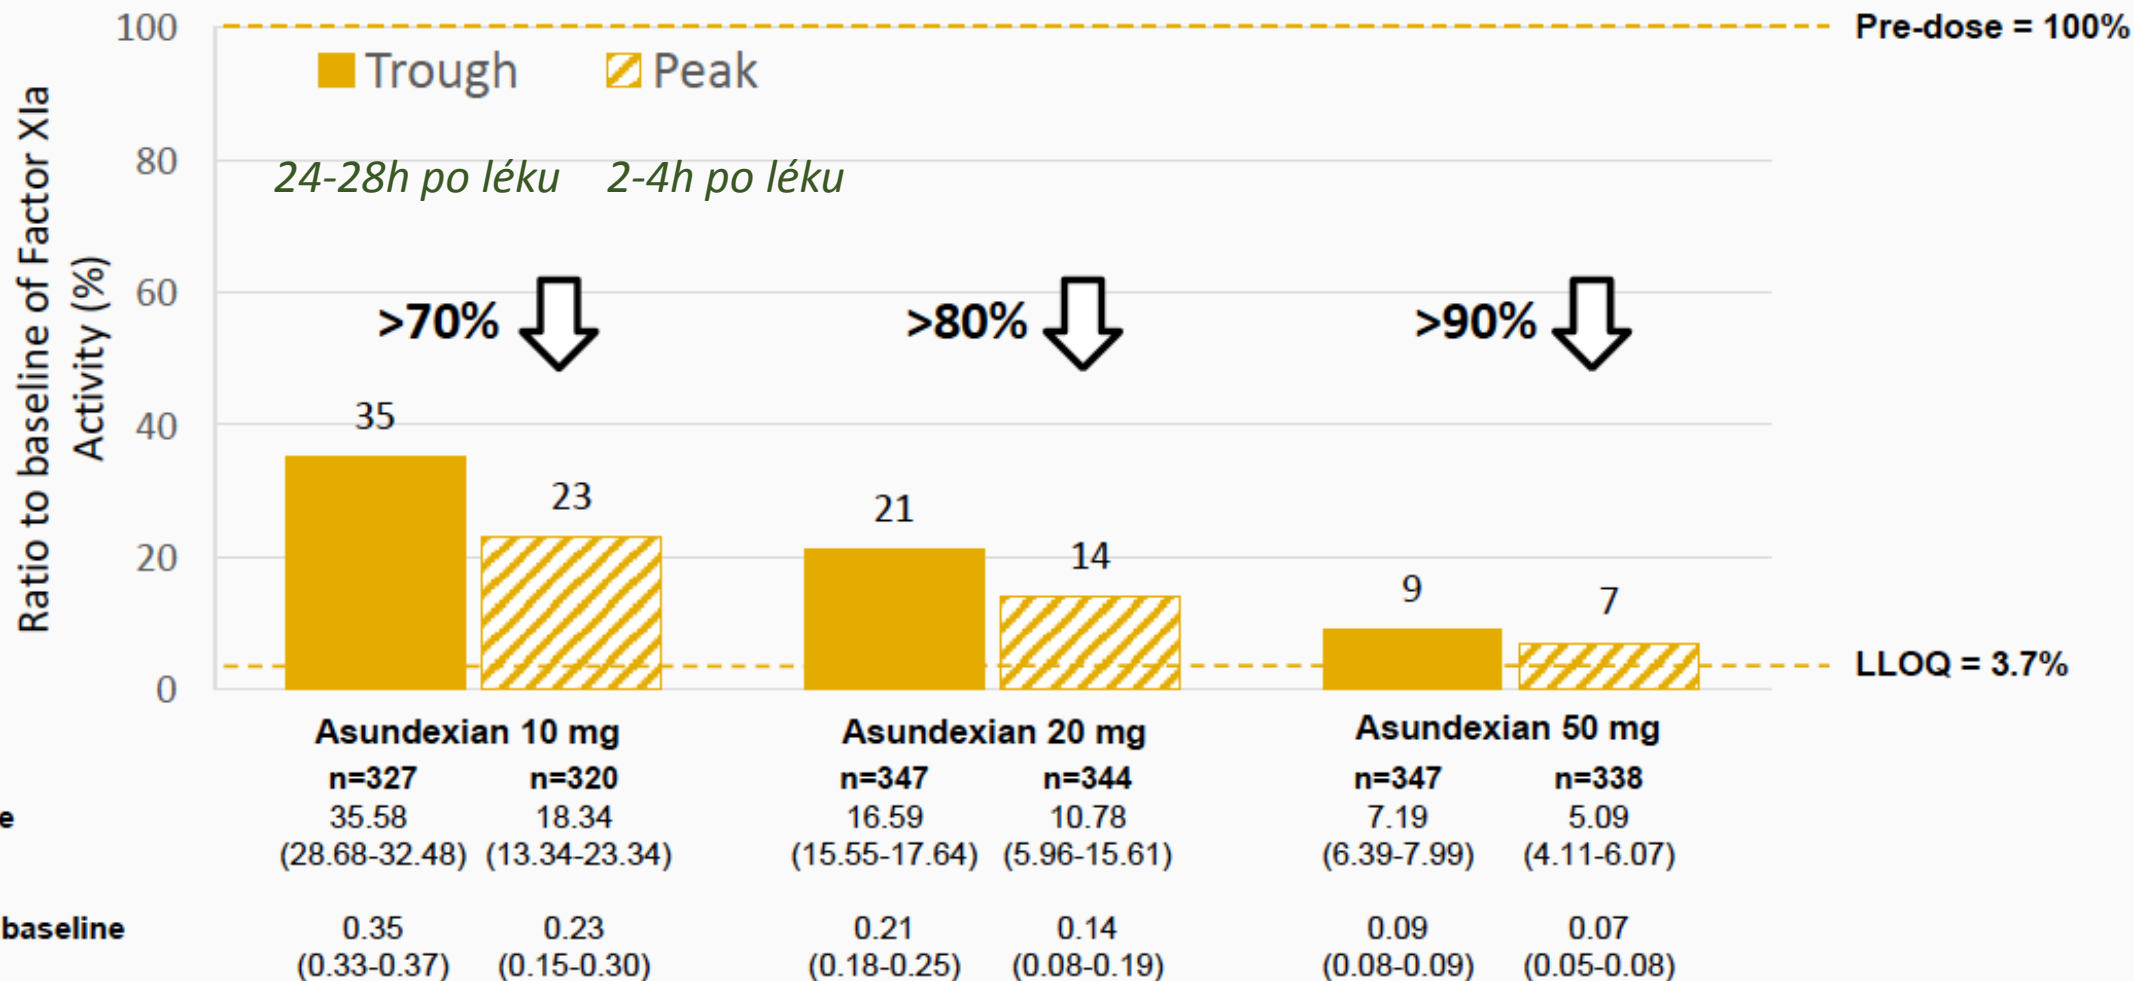 100
Pre-dose = 100%
Trough
Peak
80
24-28h po léku
2-4h po léku
60
>70%
>80%
>90%
Ratio to baseline of Factor XIa
Activity (%)
40
35
23
21
14
9
7
20
LLOQ = 3.7%
0
Asundexian 10 mg
Asundexian 20 mg
Asundexian 50 mg
n=327 n=320 n=347 n=344 n=347 n=338
e 35.58 18.34 16.59 10.78 7.19 5.09
(28.68-32.48) (13.34-23.34) (15.55-17.64) (5.96-15.61) (6.39-7.99) (4.11-6.07)
baseline 0.35 0.23 0.21 0.14 0.09 0.07
(0.33-0.37) (0.15-0.30) (0.18-0.25) (0.08-0.19) (0.08-0.09) (0.05-0.08)